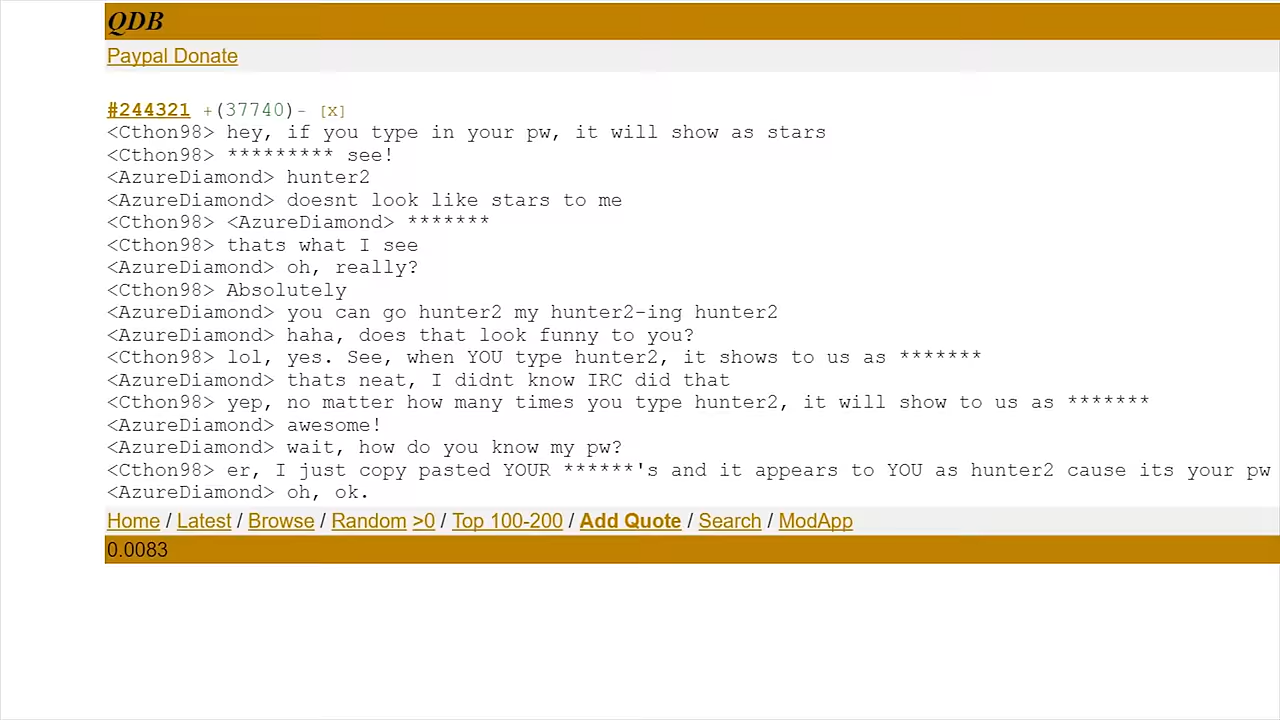 QDB
Paypal Donate
#244321 +(37740)- [X]
<Cthon98> hey, if you type in your pw, it will show as stars
<Cthon98> ********* see!
<AzureDiamond> hunter2
<AzureDiamond> doesnt look like stars to me
<Cthon98> <AzureDiamond> *******
<Cthon98> thats what I see
<AzureDiamond> oh, really?
<Cthon98> Absolutely
<AzureDiamond> you can go hunter2 my hunter2-ing hunter2
<AzureDiamond> haha, does that look funny to you?
<Cthon98> lol, yes. See, when YOU type hunter2, it shows to us as *******
<AzureDiamond> thats neat, I didnt know IRC did that
<Cthon98> yep, no matter how many times you type hunter2, it will show to us as *******
<AzureDiamond> awesome!
<AzureDiamond> wait, how do you know my pw?
<Cthon98> er, I just copy pasted YOUR ******'s and it appears to YOU as hunter2 cause its your pw
<AzureDiamond> oh, ok.
Home / Latest / Browse / Random >0 / Top 100-200 / Add Quote / Search / ModApp
0.0083